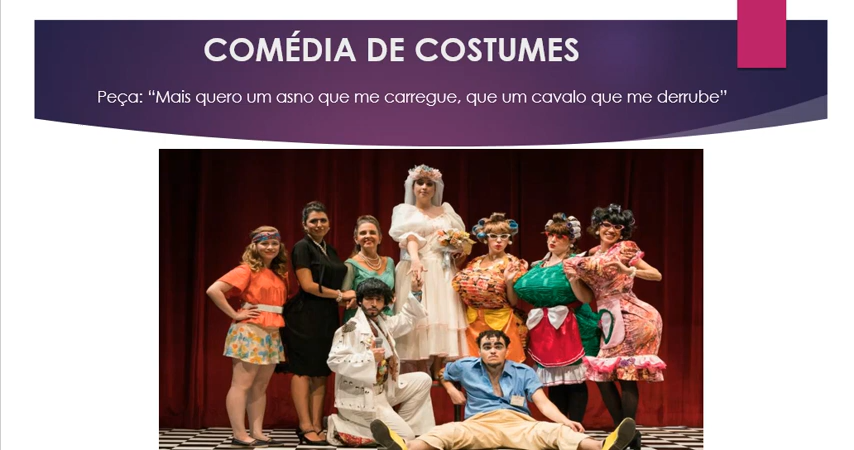 COMÉDIA DE COSTUMES
Peça: “Mais quero um asno que me carregue, que um cavalo que me derrube”